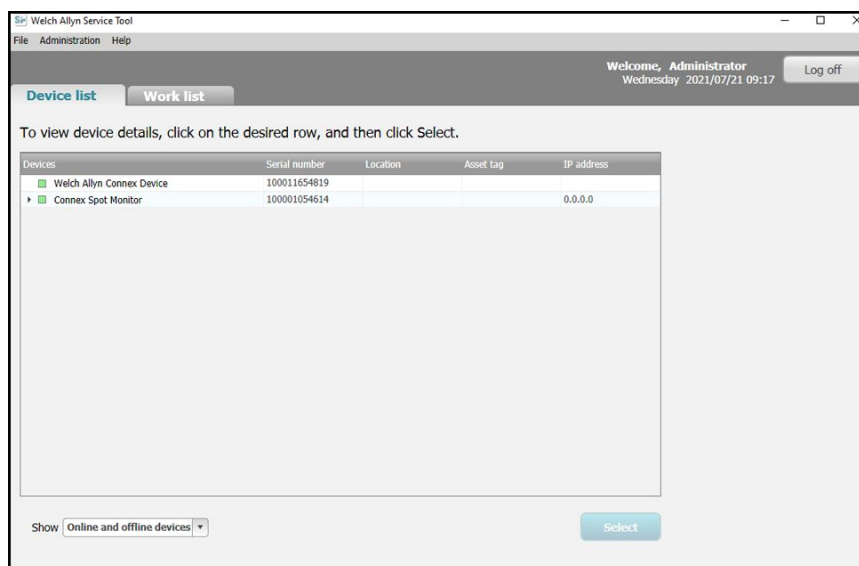 Welch Allyn Service Tool
File Administration Help
Welcome, Administrator
Wednesday 2021/07/21 09:17
Log off
Device list Work list
To view device details, click on the desired row, and then click Select.
Devices Serial number Location Asset tag IP address
Welch Allyn Connex Device 100011654819
Connex Spot Monitor 100001054614 0.0.0.0
Show Online and offline devices Select